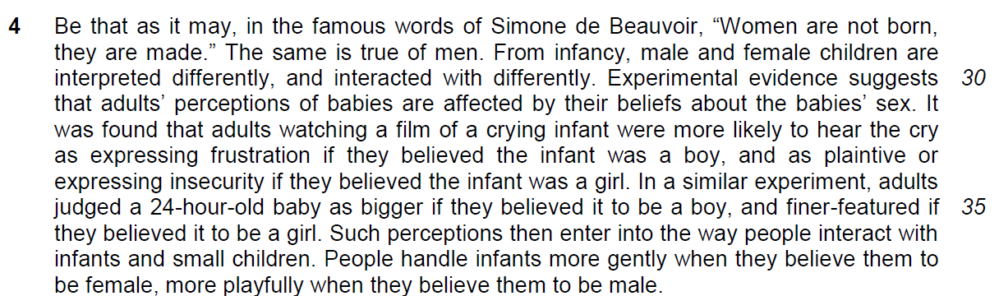 4 Be that as it may, in the famous words of Simone de Beauvoir, “Women are not born,
they are made.” The same is true of men. From infancy, male and female children are
interpreted differently, and interacted with differently. Experimental evidence suggests 30
that adults’ perceptions of babies are affected by their beliefs about the babies’ sex. It
was found that adults watching a film of a crying infant were more likely to hear the cry
as expressing frustration if they believed the infant was a boy, and as plaintive or
expressing insecurity if they believed the infant was a girl. In a similar experiment, adults
judged a 24-hour-old baby as bigger if they believed it to be a boy, and finer-featured if 35
they believed it to be a girl. Such perceptions then enter into the way people interact with
infants and small children. People handle infants more gently when they believe them to
be female, more playfully when they believe them to be male.